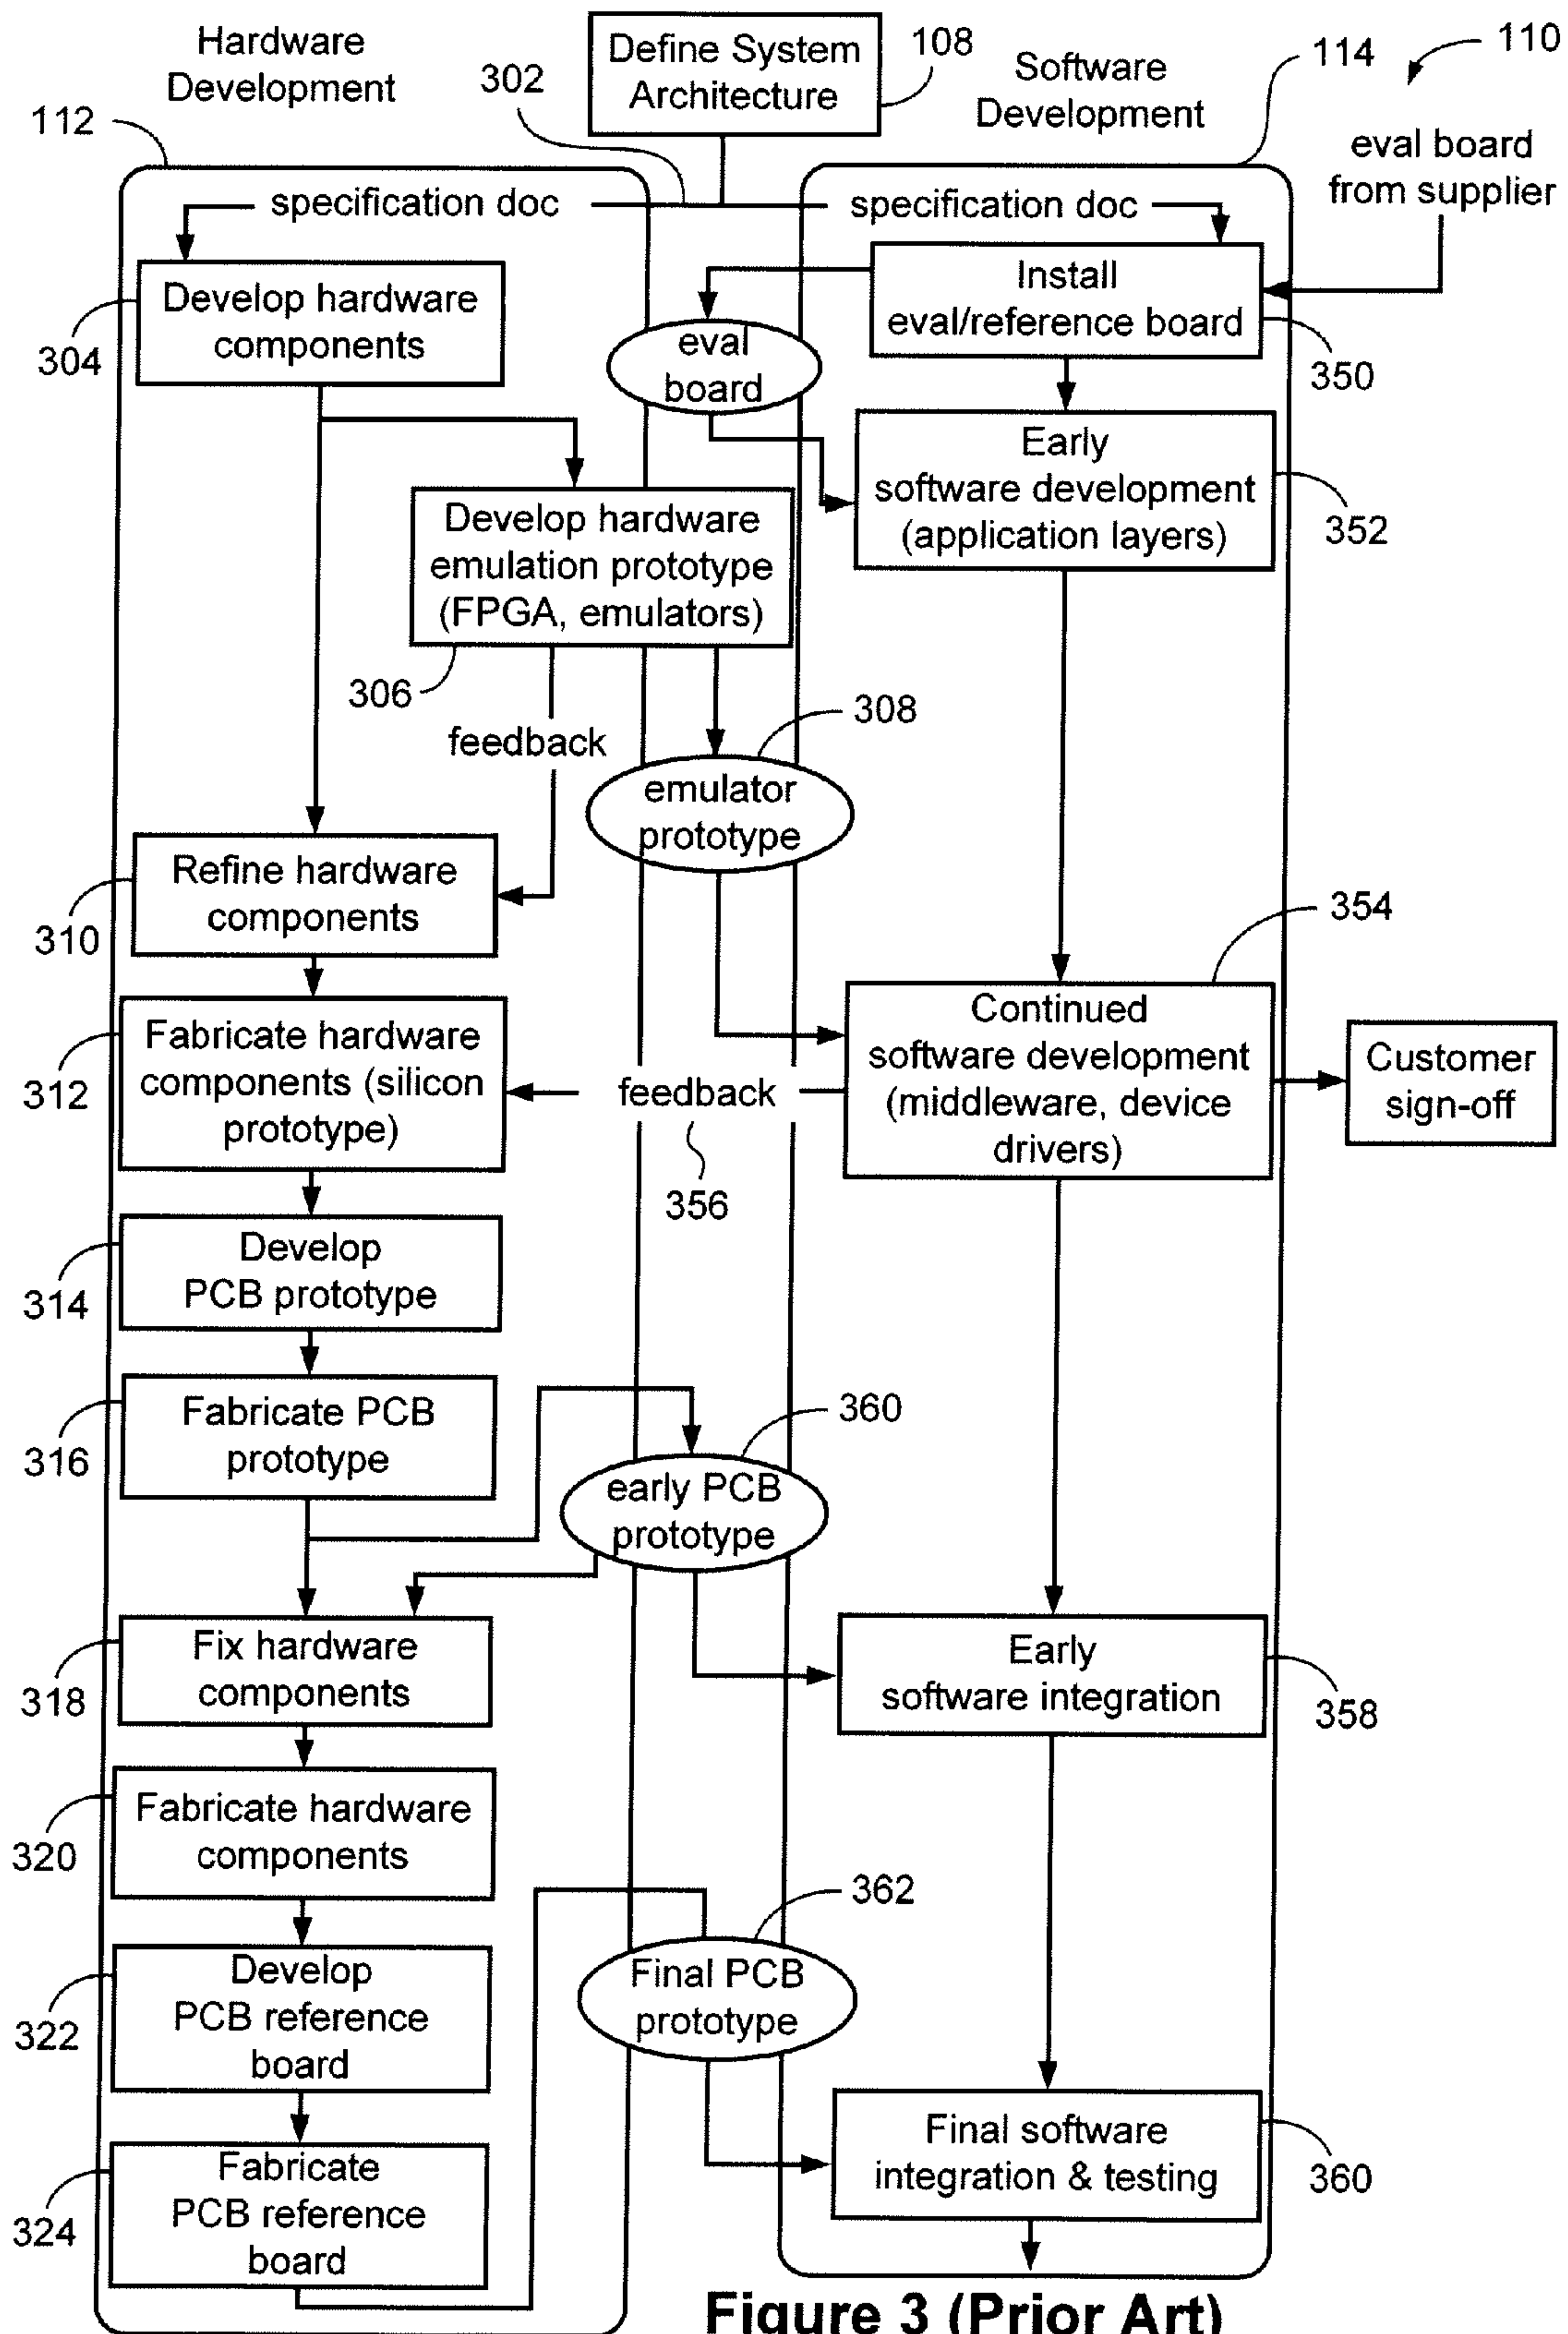 Hardware
Development
302
Define System
Architecture
108
Software
Development
114
110
112
eval board
from supplier
specification doc
specification doc
Develop hardware
components
304
Install
eval/reference board
350
eval
board
Early
software development
(application layers)
352
Develop hardware
emulation prototype
(FPGA, emulators)
306
feedback
308
emulator
prototype
Refine hardware
components
310
354
Continued
software development
(middleware, device
drivers)
Customer
sign-off
Fabricate hardware
components (silicon
prototype)
312
feedback
356
Develop
PCB prototype
314
Fabricate PCB
prototype
316
360
early PCB
prototype
Fix hardware
components
318
Early
software integration
358
Fabricate hardware
components
320
362
Final PCB
prototype
Develop
PCB reference
board
322
Final software
integration & testing
360
Fabricate
PCB reference
board
324
Figure 3 (Prior Art)